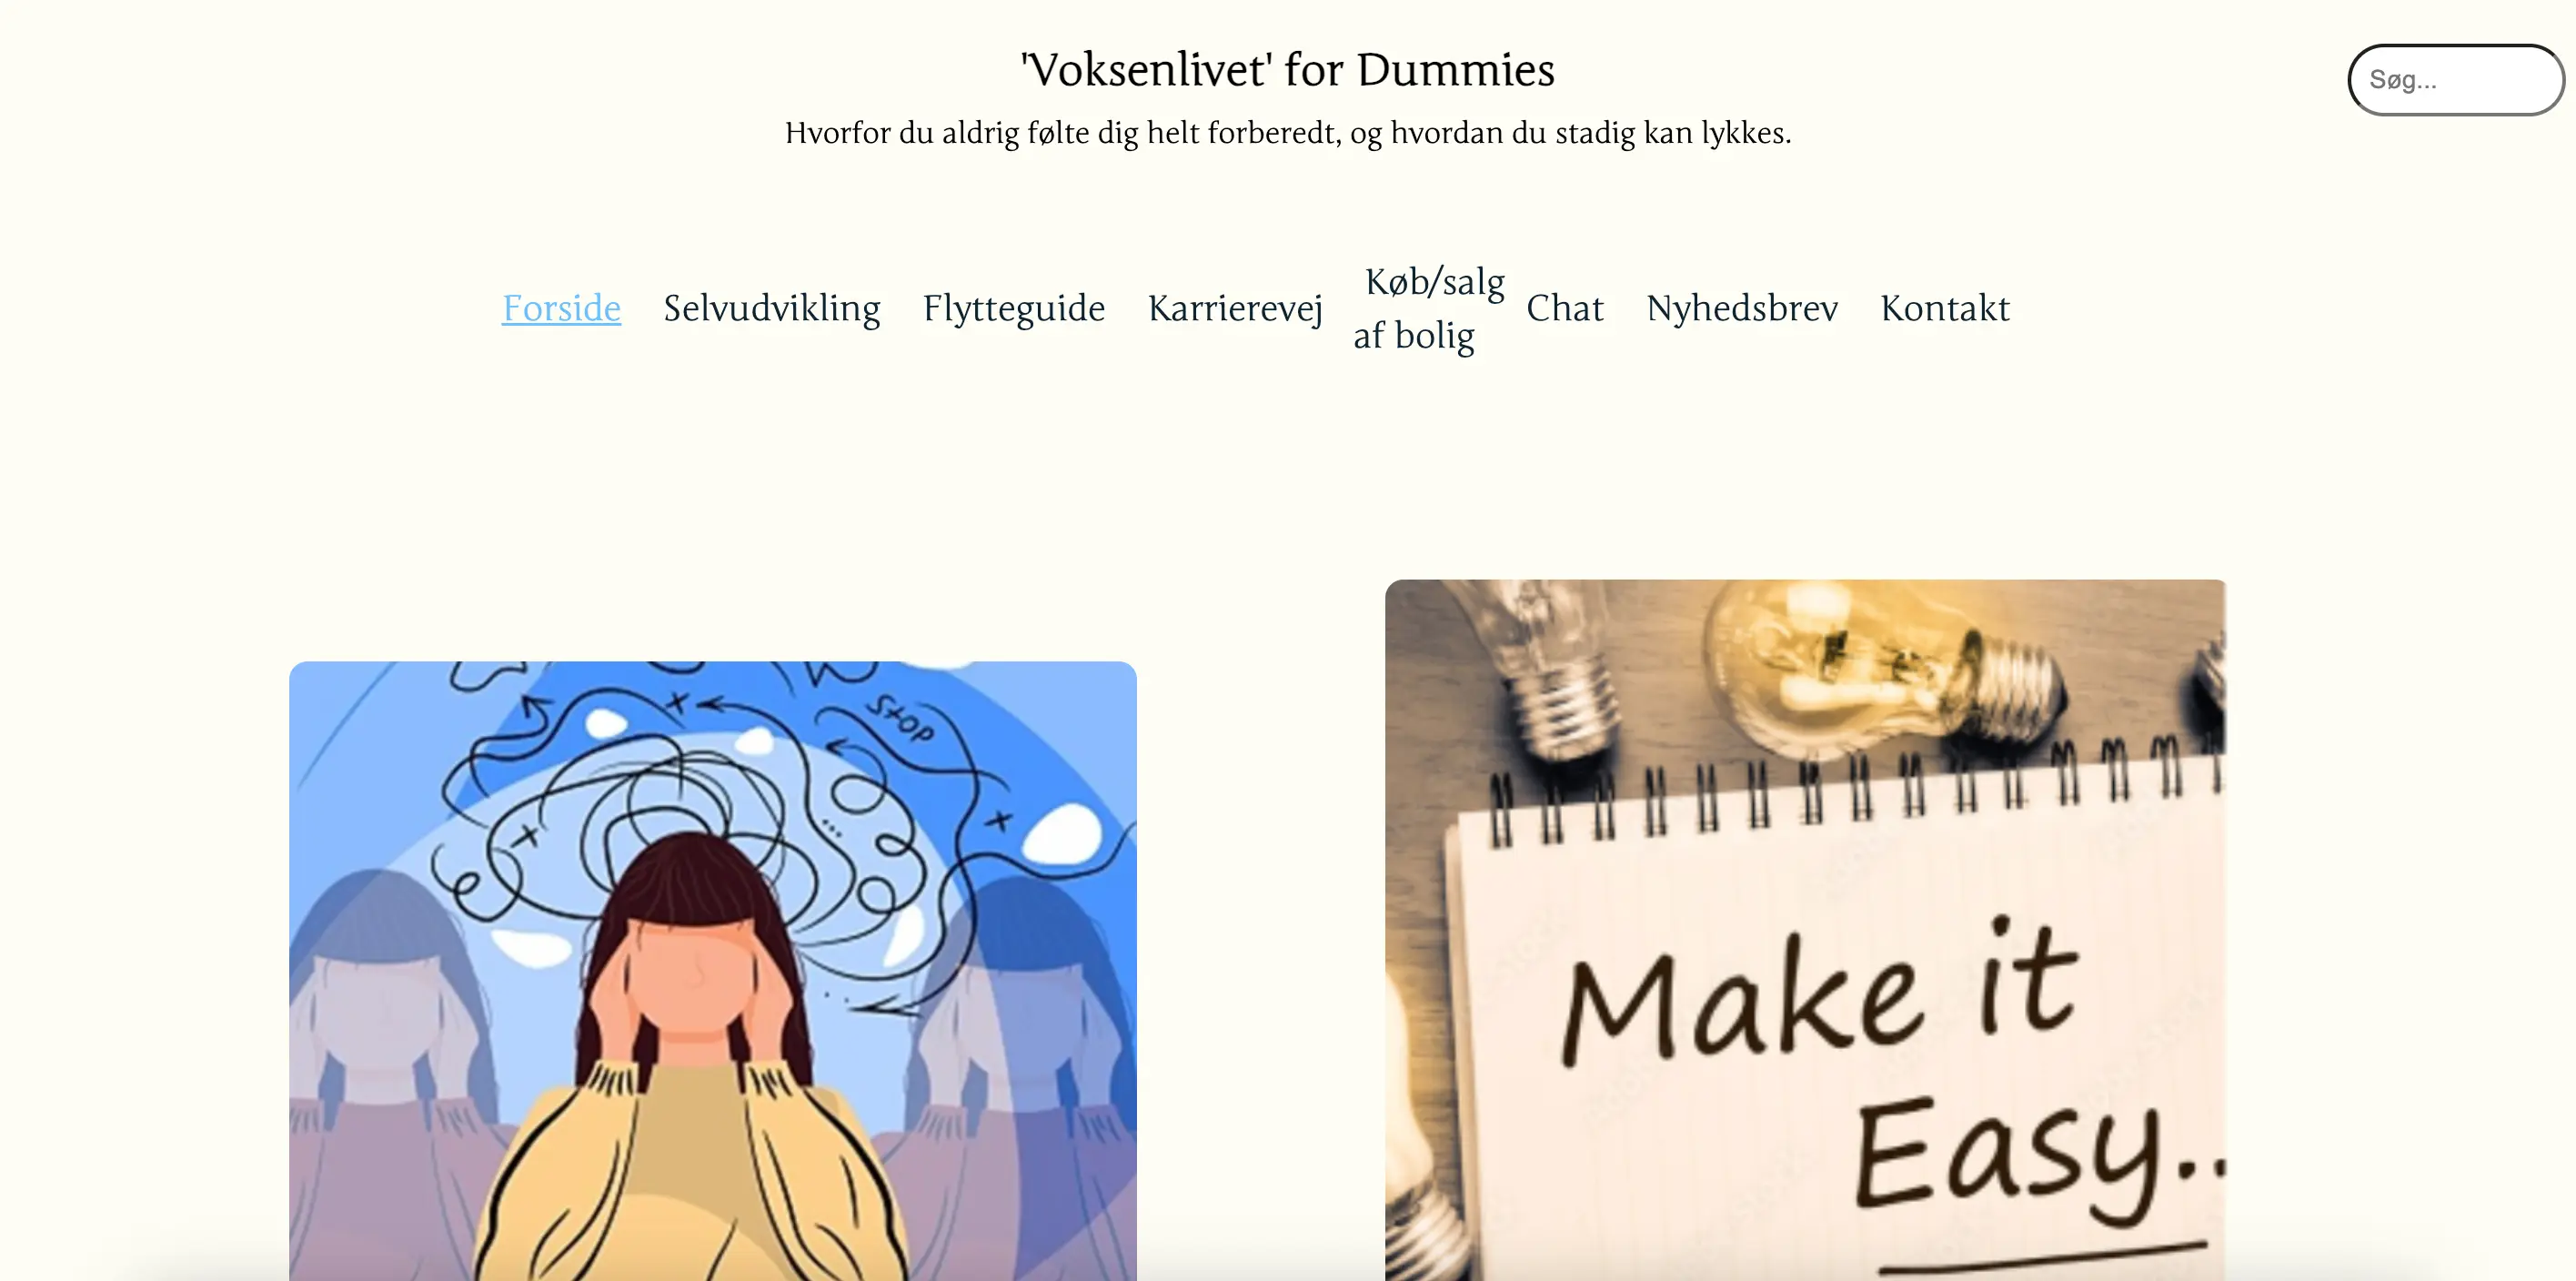 'Voksenlivet' for Dummies
Søg...
Hvorfor du aldrig følte dig helt forberedt, og hvordan du stadig kan lykkes.
Forside Selvudvikling Flytteguide Karrierevej Køb/salg af bolig Chat Nyhedsbrev Kontakt
Stop
Make it
Easy..